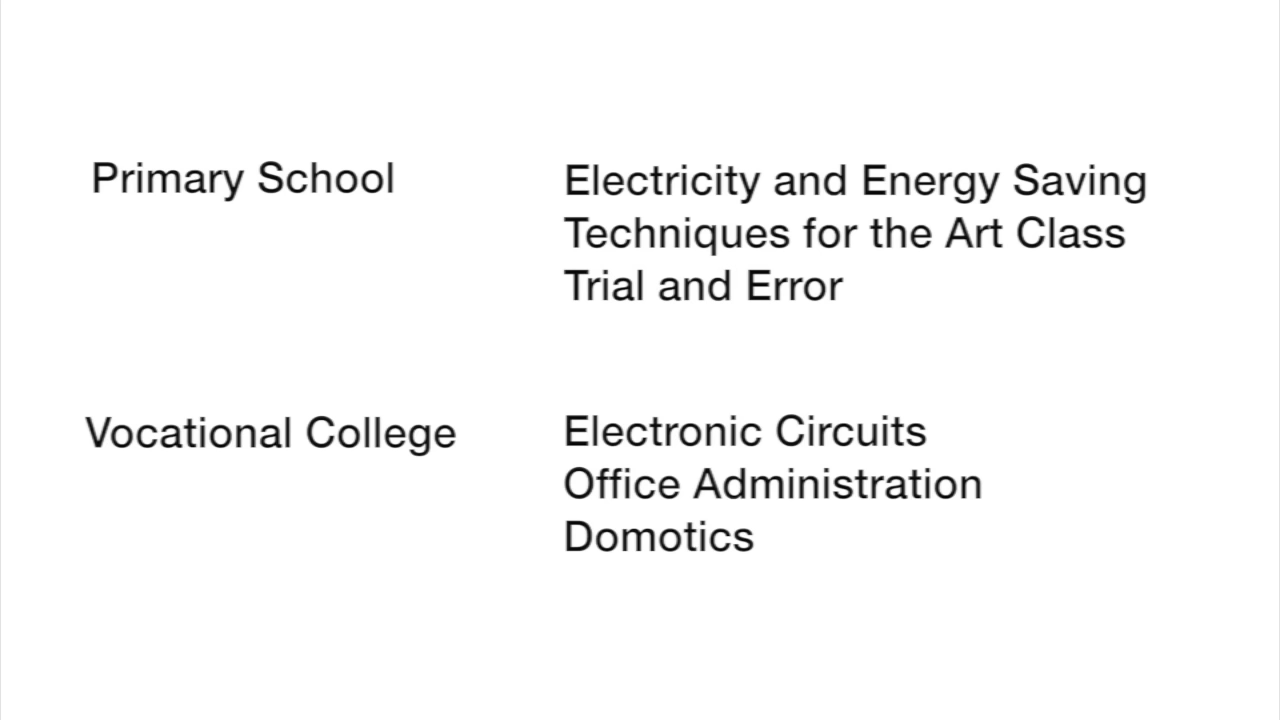 Primary School
Electricity and Energy Saving
Techniques for the Art Class
Trial and Error
Vocational College
Electronic Circuits
Office Administration
Domotics